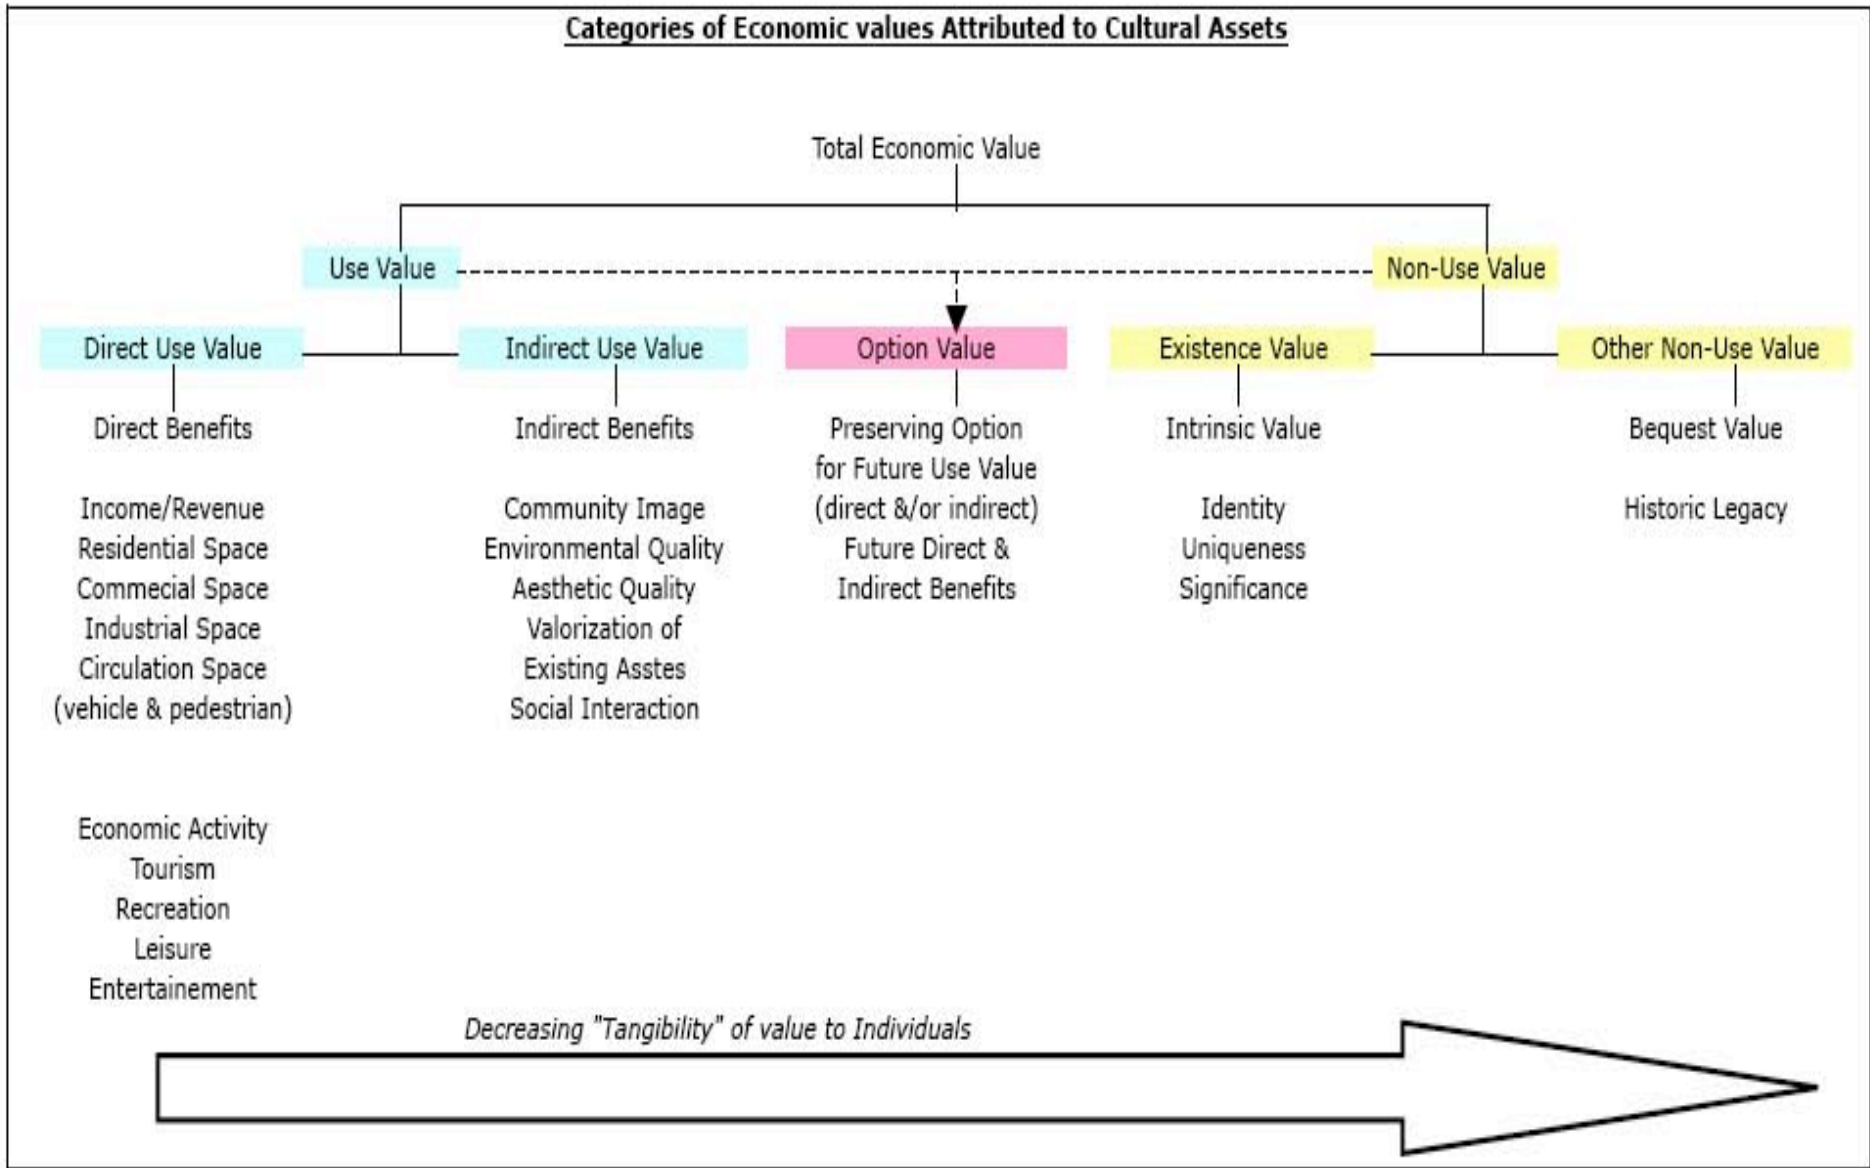 Categories of Economic values Attributed to Cultural Assets
Total Economic Value
Use Value
Non-Use Value
Direct Use Value
Indirect Use Value
Option Value
Existence Value
Other Non-Use Value
Direct Benefits
Income/Revenue
Residential Space
Commecial Space
Industrial Space
Circulation Space
(vehicle & pedestrian)
Economic Activity
Tourism
Recreation
Leisure
Entertainement
Indirect Benefits
Community Image
Environmental Quality
Aesthetic Quality
Valorization of
Existing Asstes
Social Interaction
Preserving Option
for Future Use Value
(direct &/or indirect)
Future Direct &
Indirect Benefits
Intrinsic Value
Identity
Uniqueness
Significance
Bequest Value
Historic Legacy
Decreasing "Tangibility" of value to Individuals